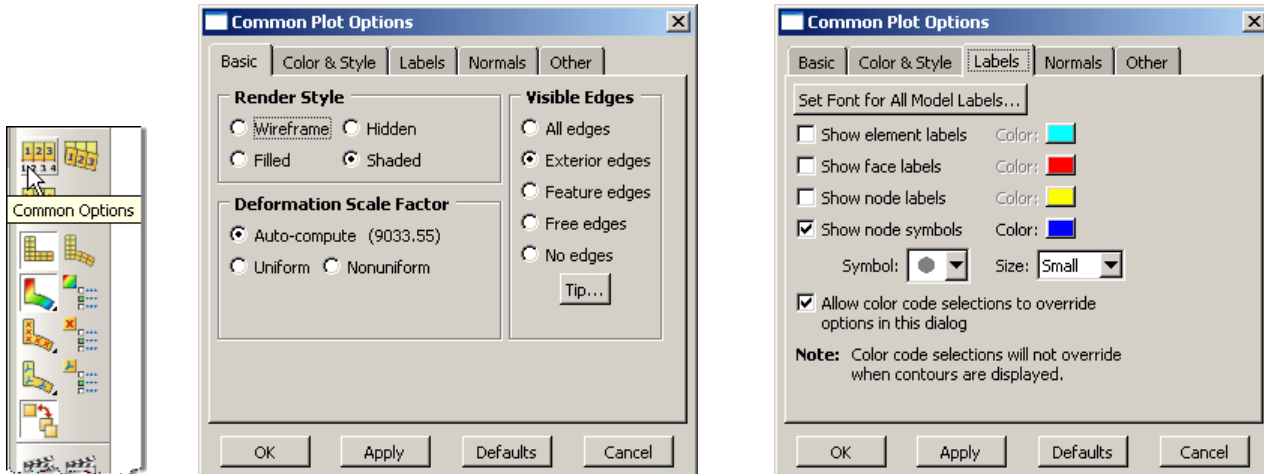 Common Options
Common Plot Options
Basic Color & Style Labels Normals Other
Render Style
Wireframe Hidden
Filled Shaded
Deformation Scale Factor
Auto-compute (9033.55)
Uniform Nonuniform
Visible Edges
All edges
Exterior edges
Feature edges
Free edges
No edges
Tip...
OK Apply Defaults Cancel
Common Plot Options
Basic Color & Style Labels Normals Other
Set Font for All Model Labels...
Show element labels Color:
Show face labels Color:
Show node labels Color:
Show node symbols Color:
Symbol: Size: Small
Allow color code selections to override
options in this dialog
Note: Color code selections will not override
when contours are displayed.
OK Apply Defaults Cancel